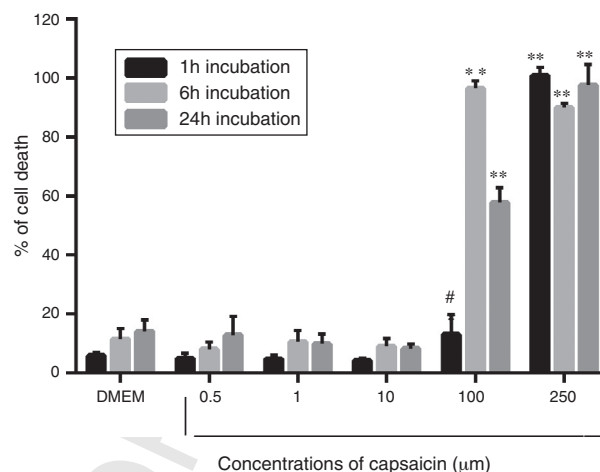 120
100
80
60
40
20
0
% of cell death
1h incubation
6h incubation
24h incubation
#
**
**
**
**
**
DMEM 0.5 1 10 100 250
Concentrations of capsaicin (μm)